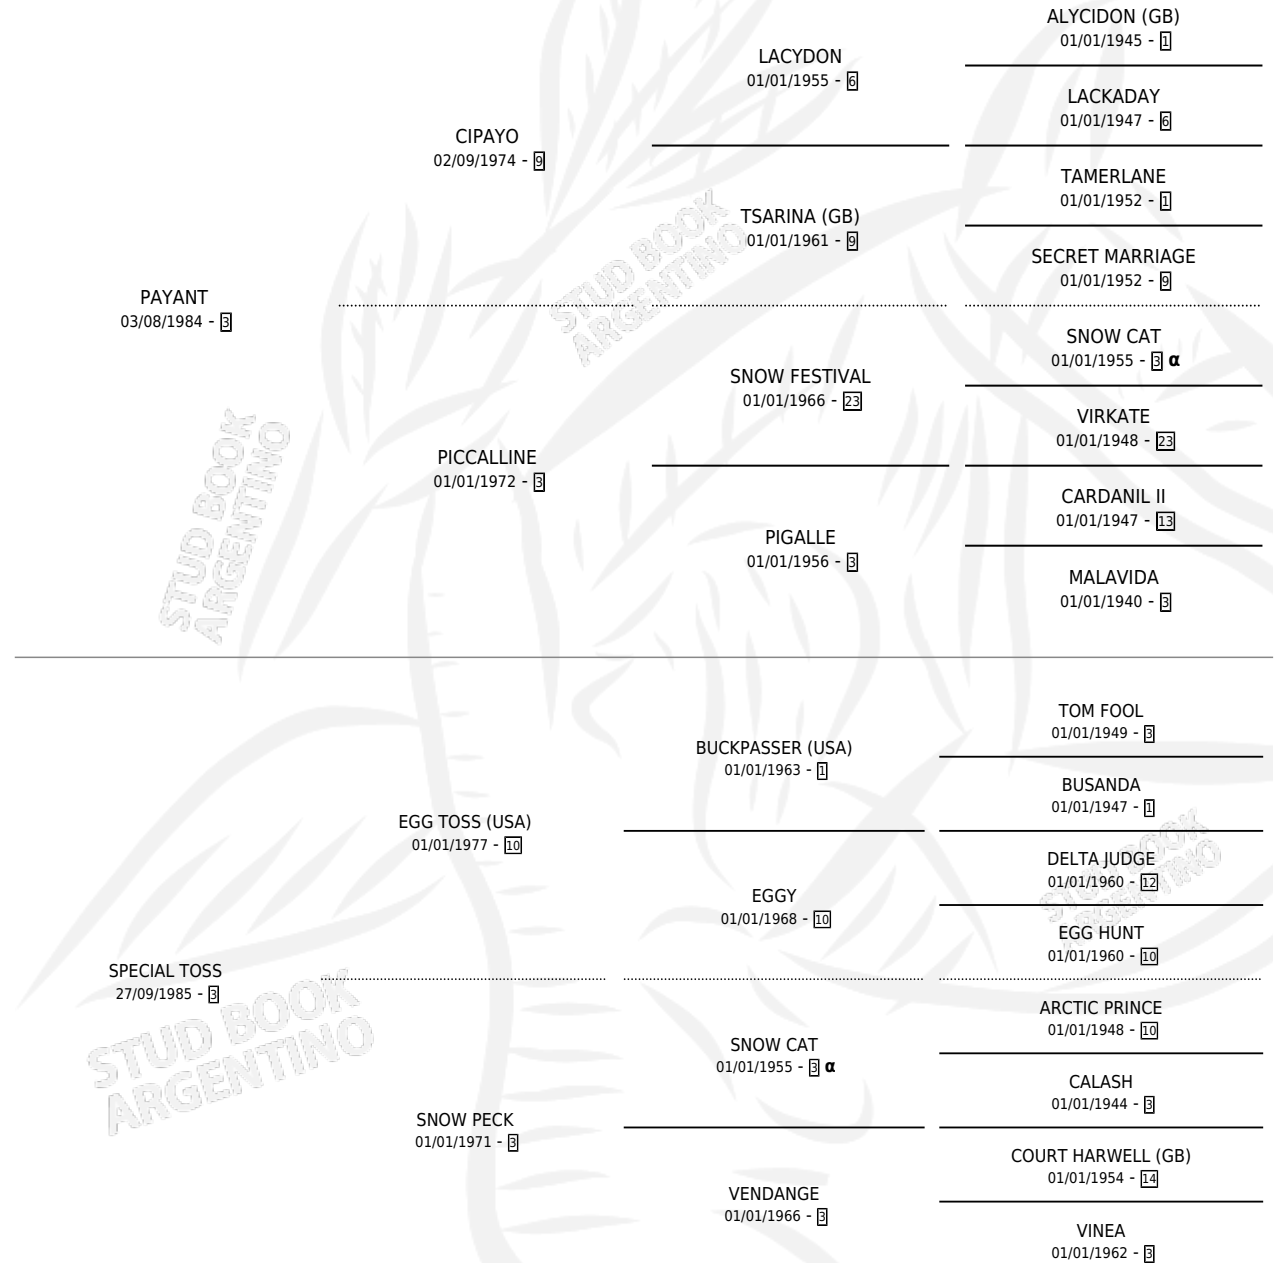 ALYCIDON (GB)
01/01/1945 - 1
LACYDON
01/01/1955 - 6
LACKADAY
01/01/1947 - 6
CIPAYO
02/09/1974 - 9
TAMERLANE
01/01/1952 - 1
TSARINA (GB)
01/01/1961 - 9
SECRET MARRIAGE
01/01/1952 - 9
PAYANT
03/08/1984 - 3
SNOW CAT
01/01/1955 - 3 α
SNOW FESTIVAL
01/01/1966 - 23
VIRKATE
01/01/1948 - 23
PICCALLINE
01/01/1972 - 3
CARDANIL II
01/01/1947 - 13
PIGALLE
01/01/1956 - 3
MALAVIDA
01/01/1940 - 3
TOM FOOL
01/01/1949 - 3
BUCKPASSER (USA)
01/01/1963 - 1
BUSANDA
01/01/1947 - 1
EGG TOSS (USA)
01/01/1977 - 10
DELTA JUDGE
01/01/1960 - 12
EGGY
01/01/1968 - 10
EGG HUNT
01/01/1960 - 10
SPECIAL TOSS
27/09/1985 - 3
ARCTIC PRINCE
01/01/1948 - 10
SNOW CAT
01/01/1955 - 3 α
CALASH
01/01/1944 - 3
SNOW PECK
01/01/1971 - 3
COURT HARWELL (GB)
01/01/1954 - 14
VENDANGE
01/01/1966 - 3
VINEA
01/01/1962 - 3
STUD BOOK
ARGENTINO
STUD BOOK
ARGENTINO
STUD BOOK
ARGENTINO
STUD BOOK
ARGENTINO